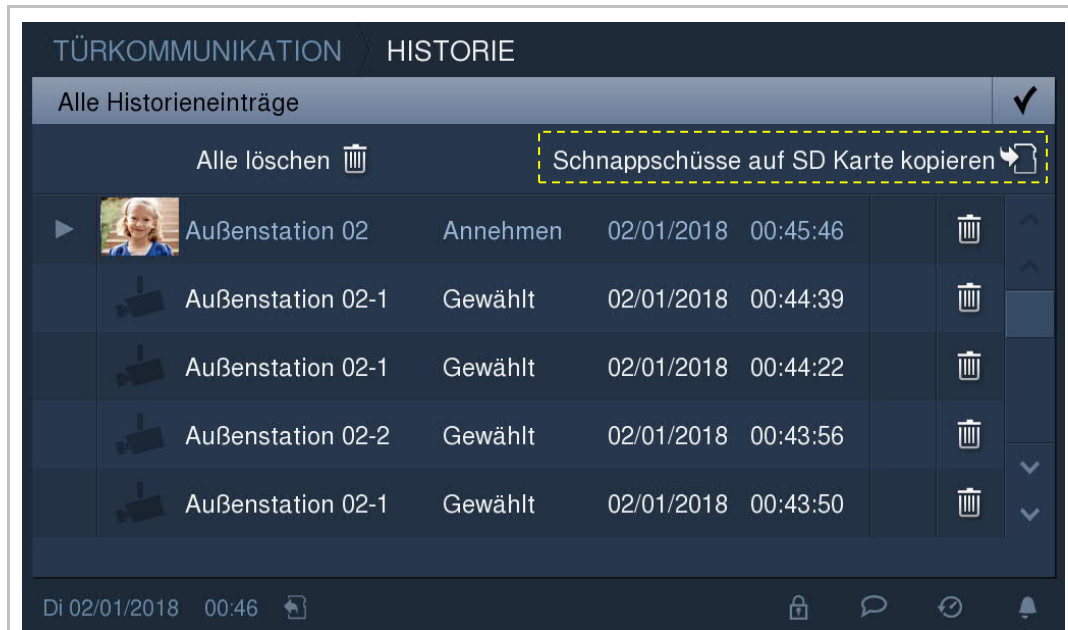 TÜRKOMMUNIKATION HISTORIE
Alle Historieneinträge
Alle löschen Schnappschüsse auf SD Karte kopieren
Außenstation 02 Annehmen 02/01/2018 00:45:46
Außenstation 02-1 Gewählt 02/01/2018 00:44:39
Außenstation 02-1 Gewählt 02/01/2018 00:44:22
Außenstation 02-2 Gewählt 02/01/2018 00:43:56
Außenstation 02-1 Gewählt 02/01/2018 00:43:50
Di 02/01/2018 00:46